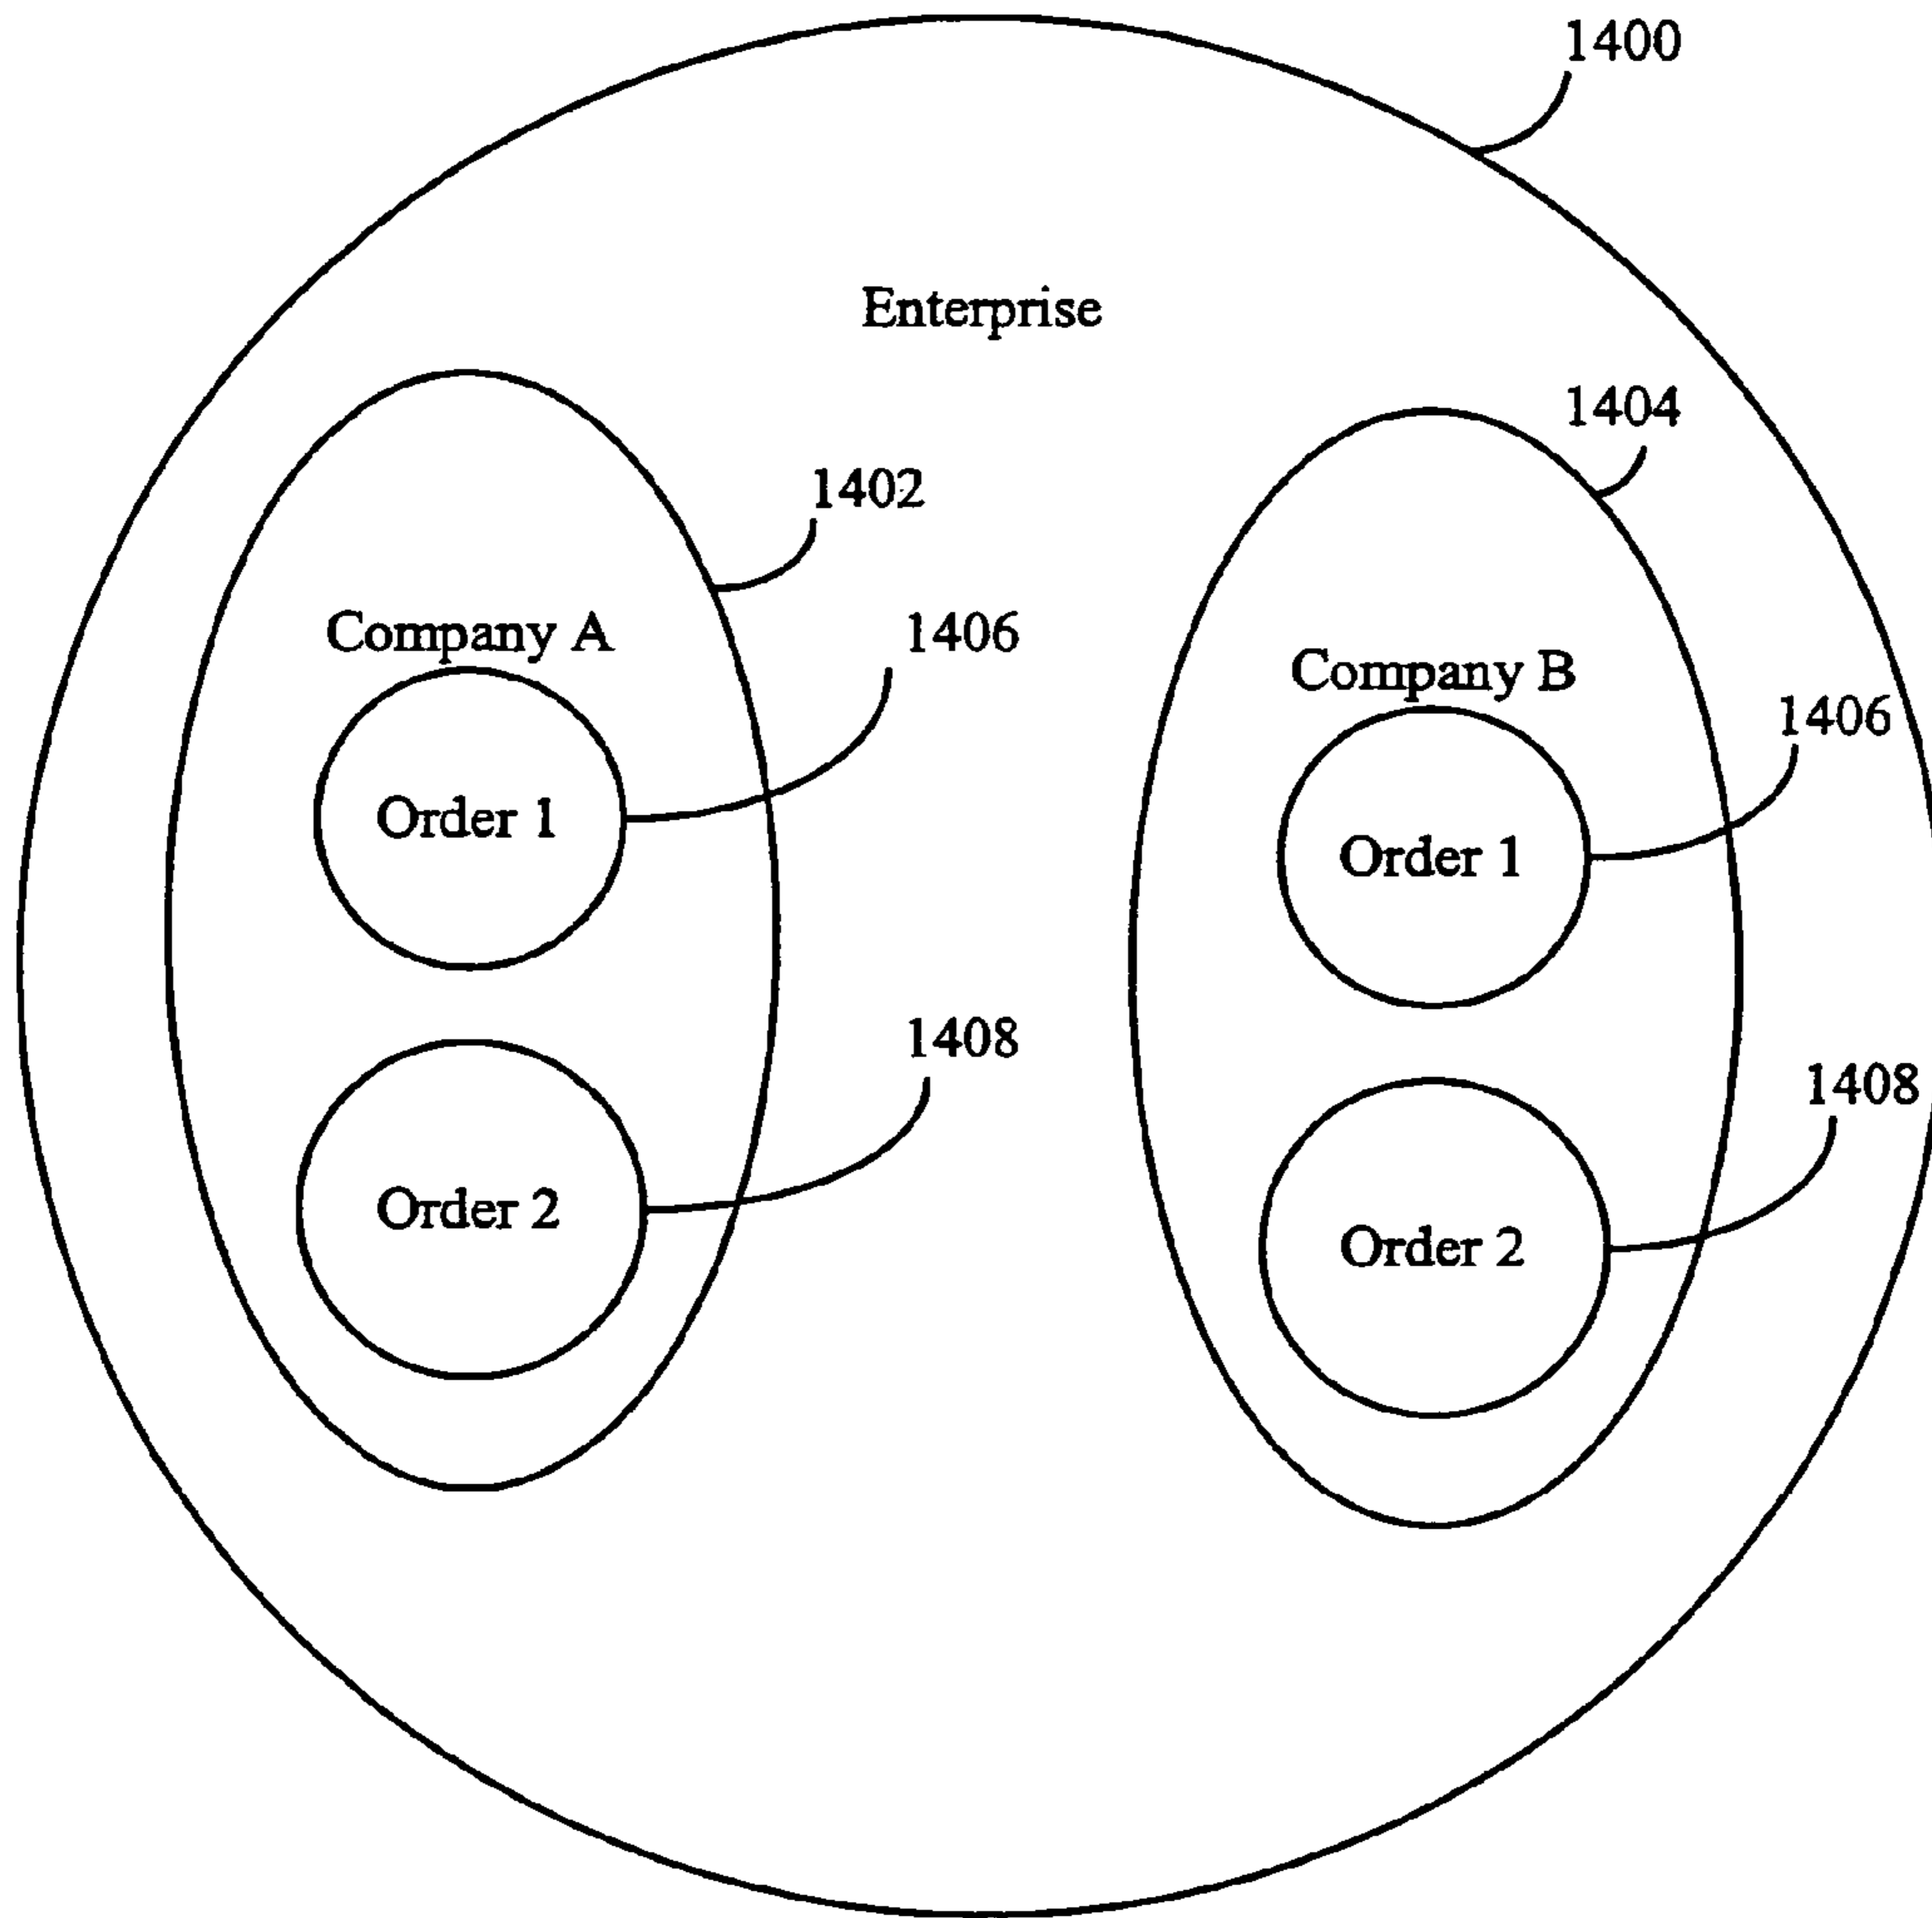 1400
Enterprise
1404
1402
Company A
1406
Company B
1406
Order 1
Order 1
1408
1408
Order 2
Order 2